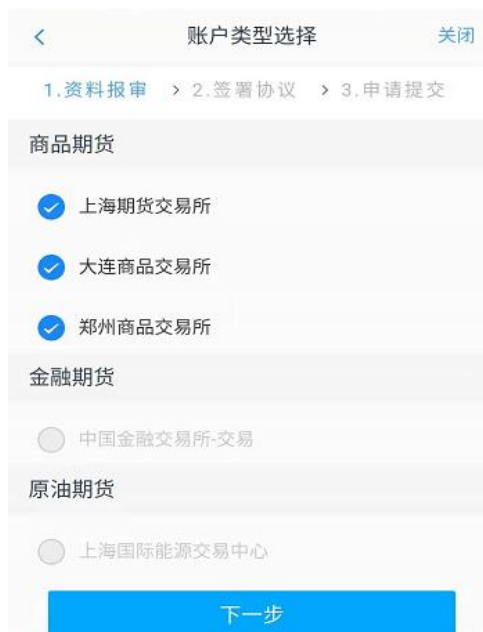 账户类型选择 关闭
1.资料报审 > 2.签署协议 > 3.申请提交
商品期货
上海期货交易所
大连商品交易所
郑州商品交易所
金融期货
中国金融交易所-交易
原油期货
上海国际能源交易中心
下一步